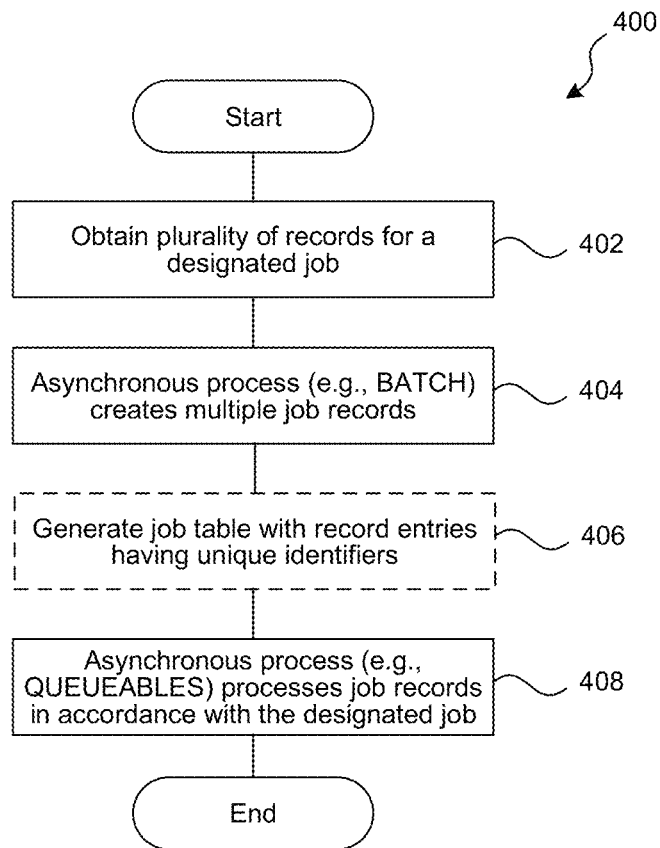 400
Start
Obtain plurality of records for a
designated job
402
Asynchronous process (e.g., BATCH)
creates multiple job records
404
Generate job table with record entries
having unique identifiers
406
Asynchronous process (e.g.,
QUEUEABLES) processes job records
in accordance with the designated job
408
End